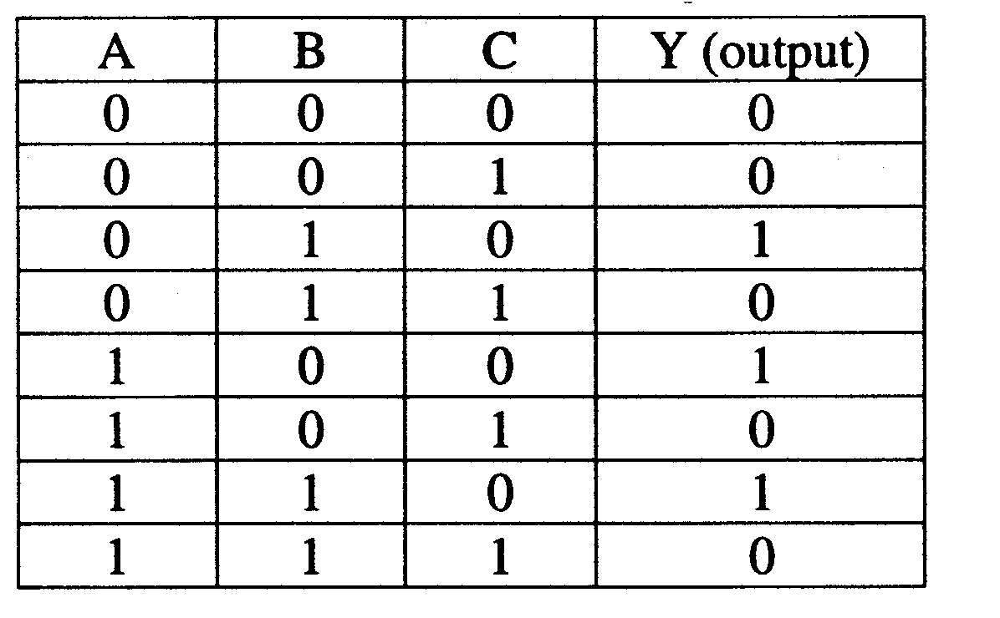 A B C Y (output)
0 0 0 0
0 0 1 0
0 1 0 1
0 1 1 0
1 0 0 1
1 0 1 0
1 1 0 1
1 1 1 0